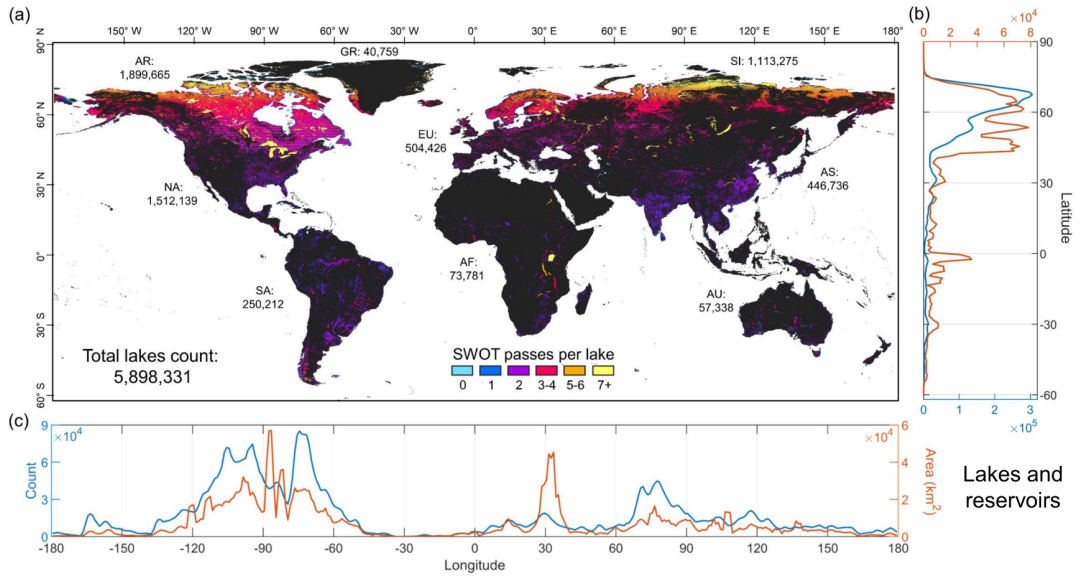 (a)
150° W 120° W 90° W 60° W 30° W 0° 30° E 60° E 90° E 120° E 150° E 180° E
90° N
60° N
30° N
0°
30° S
60° S
AR:
1,899,665
GR: 40,759
SI: 1,113,275
EU:
504,426
NA:
1,512,139
AS:
446,736
AF:
73,781
SA:
250,212
AU:
57,338
Total lakes count:
5,898,331
SWOT passes per lake
0 1 2 3-4 5-6 7+
(b)
×10⁴
0 2 4 6 8
90
60
30
0
-30
-60
Latitude
0 1 2 3
×10⁵
(c)
×10⁴
9
6
3
0
Count
×10⁴
6
4
2
0
Area (km²)
-180 -150 -120 -90 -60 -30 0 30 60 90 120 150 180
Longitude
Lakes and
reservoirs